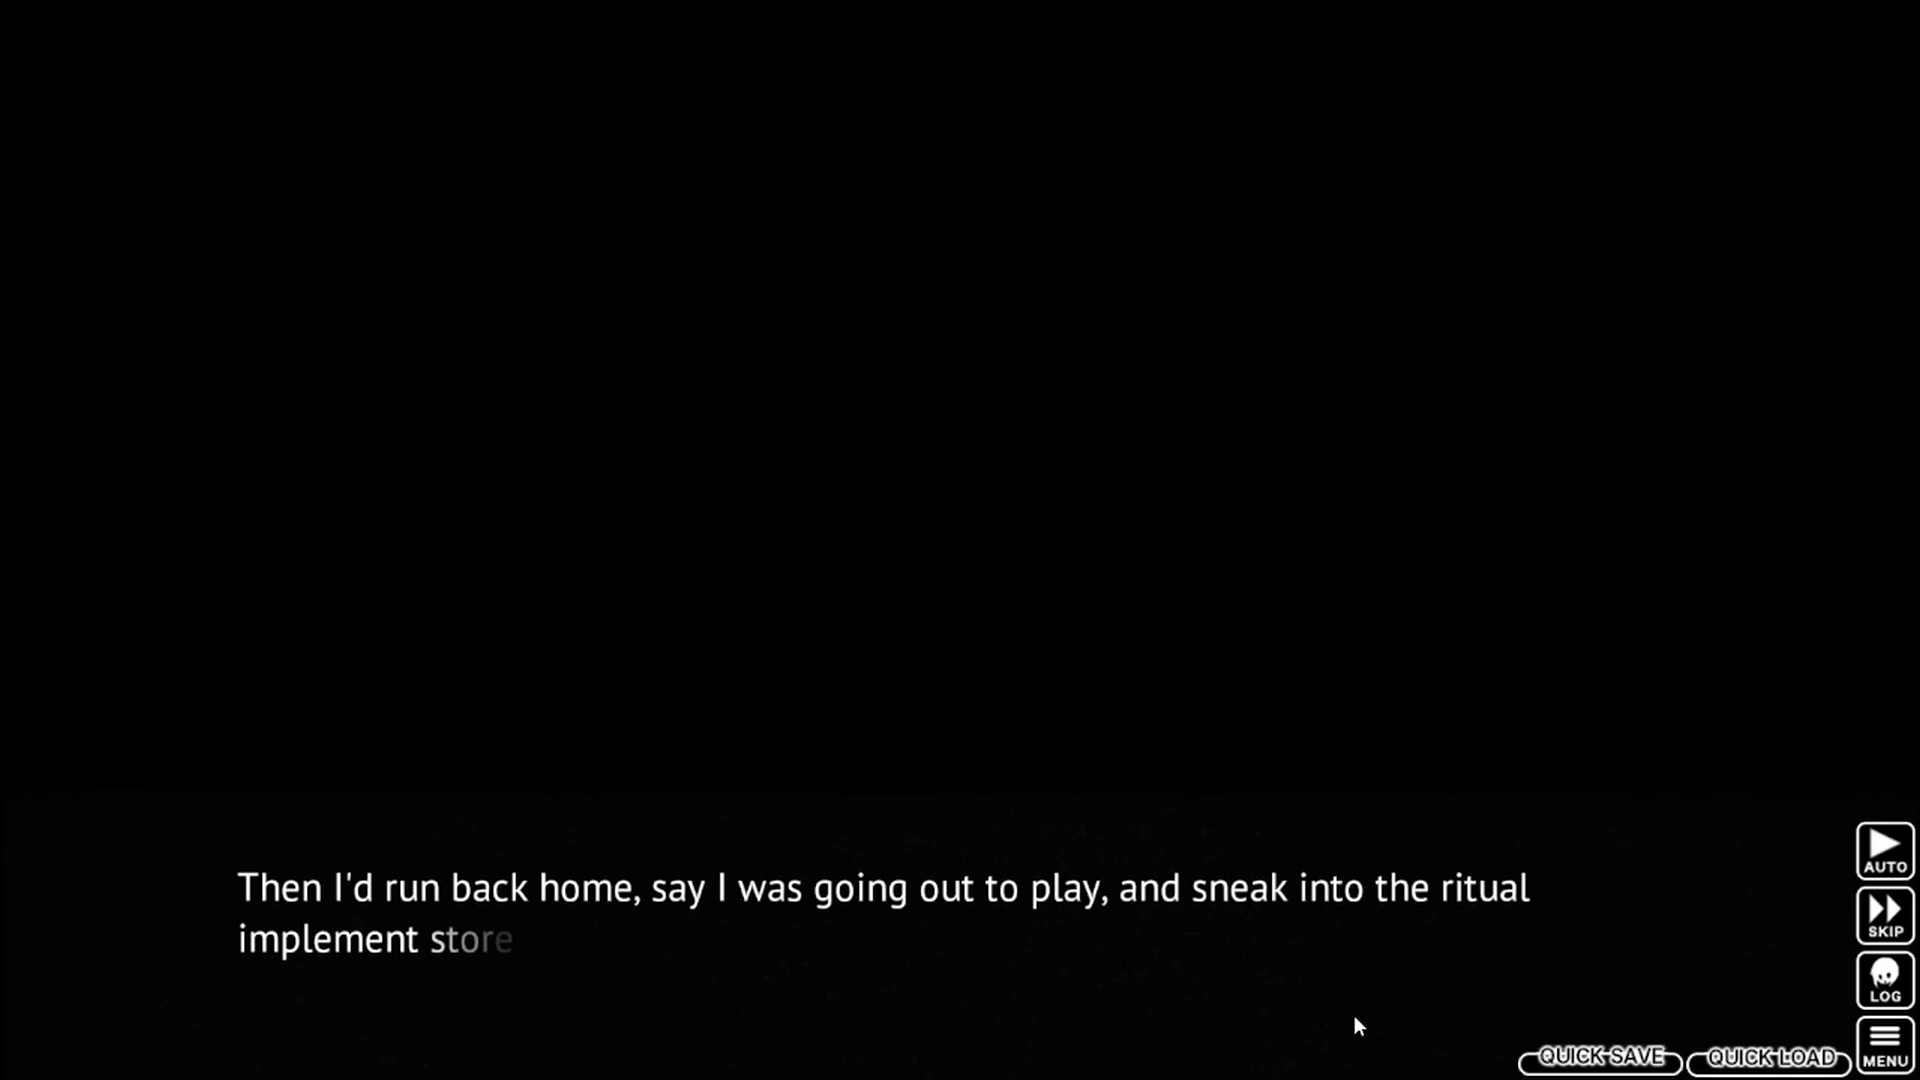 Then I'd run back home, say I was going out to play, and sneak into the ritual
implement store
AUTO
SKIP
LOG
QUICK SAVE
QUICK LOAD
MENU